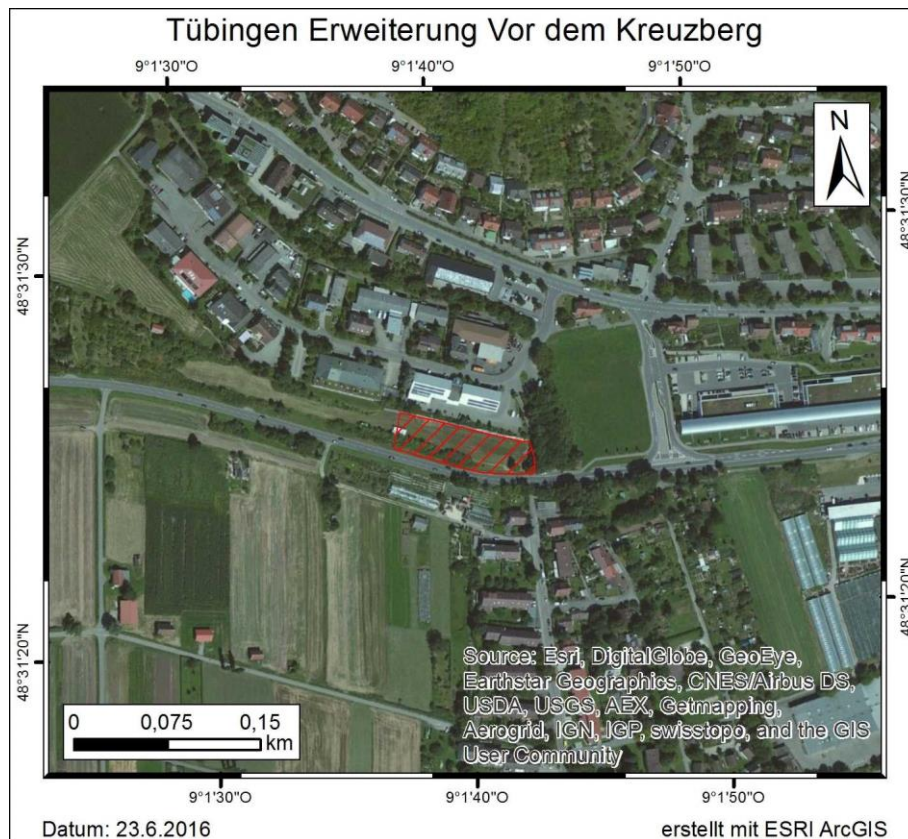 Tübingen Erweiterung Vor dem Kreuzberg
9°1'30"O
9°1'40"O
9°1'50"O
N
48°31'30"N
48°31'30"N
48°31'20"N
48°31'20"N
Source: Esri, DigitalGlobe, GeoEye,
Earthstar Geographics, CNES/Airbus DS,
USDA, USGS, AEX, Getmapping,
Aerogrid, IGN, IGP, swisstopo, and the GIS
User Community
0 0,075 0,15
km
9°1'30"O
9°1'40"O
9°1'50"O
Datum: 23.6.2016
erstellt mit ESRI ArcGIS